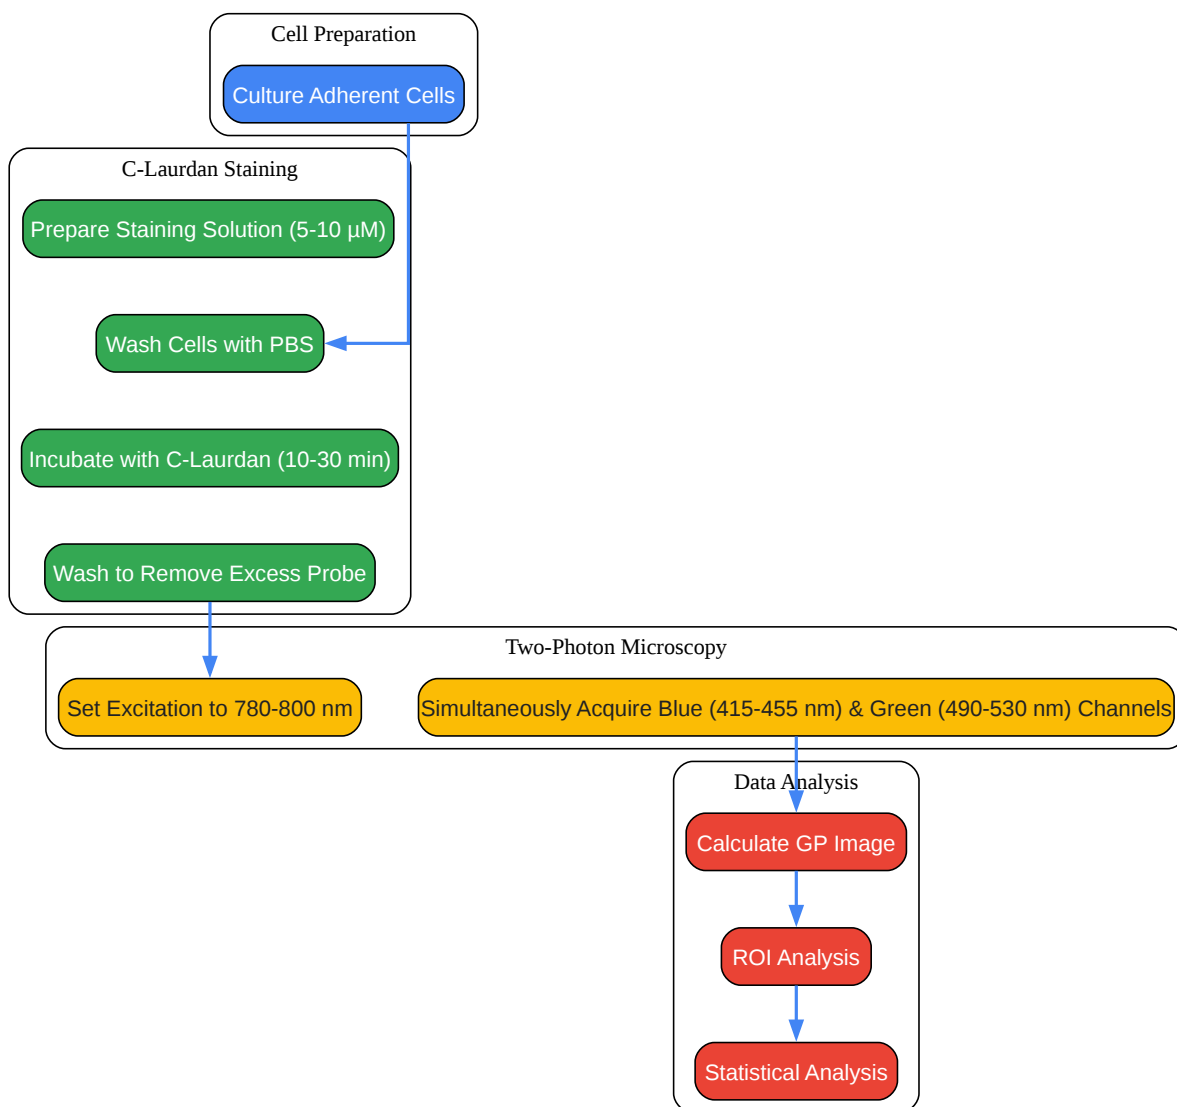 Cell Preparation
Culture Adherent Cells
C-Laurdan Staining
Prepare Staining Solution (5-10 µM)
Wash Cells with PBS
Incubate with C-Laurdan (10-30 min)
Wash to Remove Excess Probe
Two-Photon Microscopy
Set Excitation to 780-800 nm
Simultaneously Acquire Blue (415-455 nm) & Green (490-530 nm) Channels
Data Analysis
Calculate GP Image
ROI Analysis
Statistical Analysis